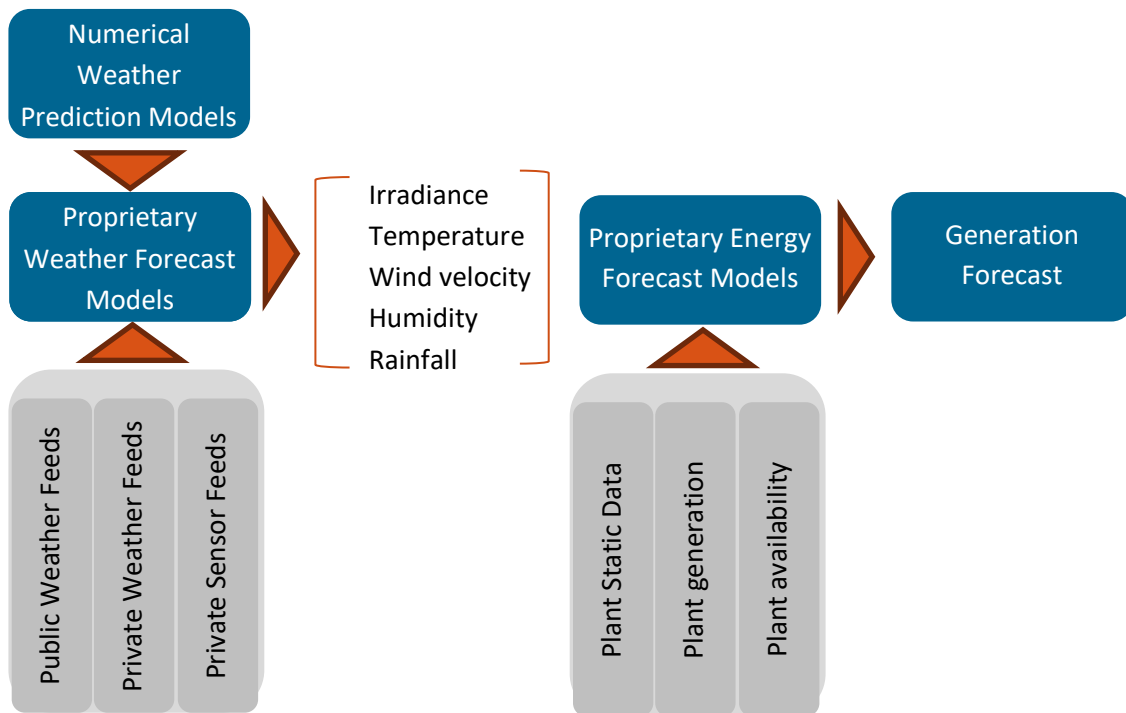 Numerical
Weather
Prediction Models
Proprietary
Weather Forecast
Models
Irradiance
Temperature
Wind velocity
Humidity
Rainfall
Proprietary Energy
Forecast Models
Generation
Forecast
Public Weather Feeds
Private Weather Feeds
Private Sensor Feeds
Plant Static Data
Plant generation
Plant availability